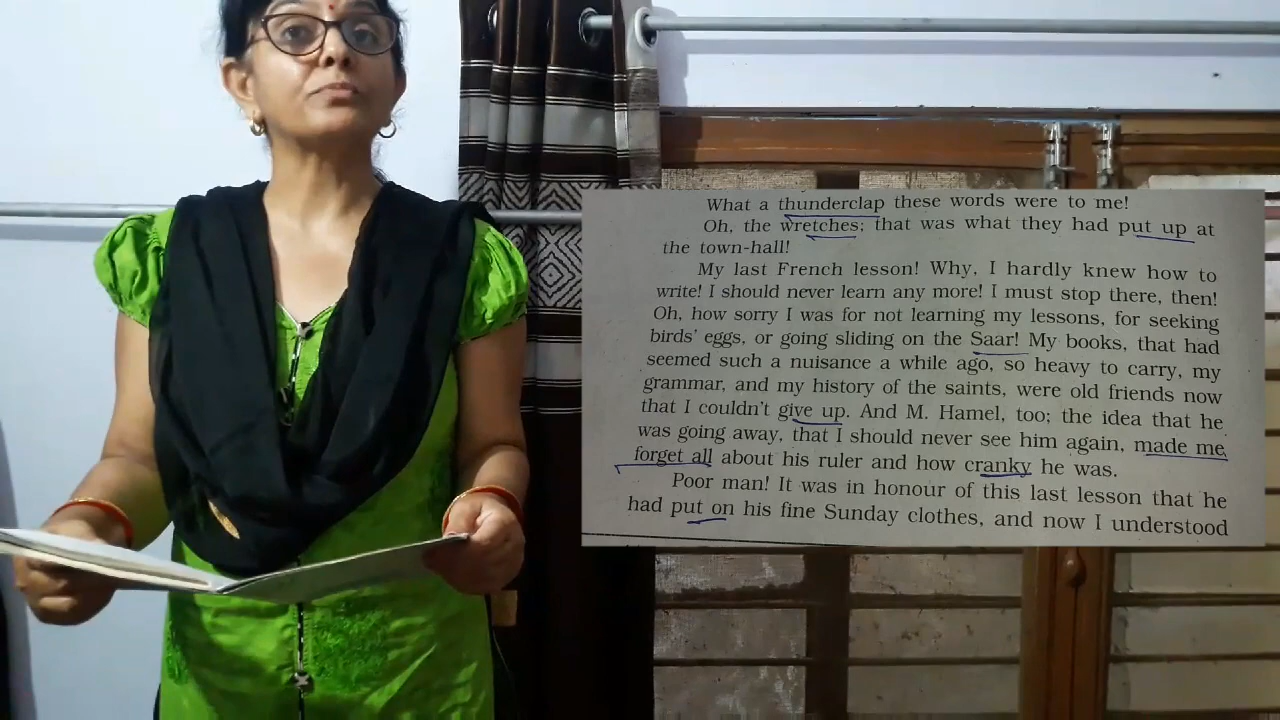 What a thunderclap these words were to me!
Oh, the wretches; that was what they had put up at
the town-hall!
My last French lesson! Why, I hardly knew how to
write! I should never learn any more! I must stop there, then!
Oh, how sorry I was for not learning my lessons, for seeking
birds' eggs, or going sliding on the Saar! My books, that had
seemed such a nuisance a while ago, so heavy to carry, my
grammar, and my history of the saints, were old friends now
that I couldn't give up. And M. Hamel, too; the idea that he
was going away, that I should never see him again, made me
forget all about his ruler and how cranky he was.
Poor man! It was in honour of this last lesson that he
had put on his fine Sunday clothes, and now I understood